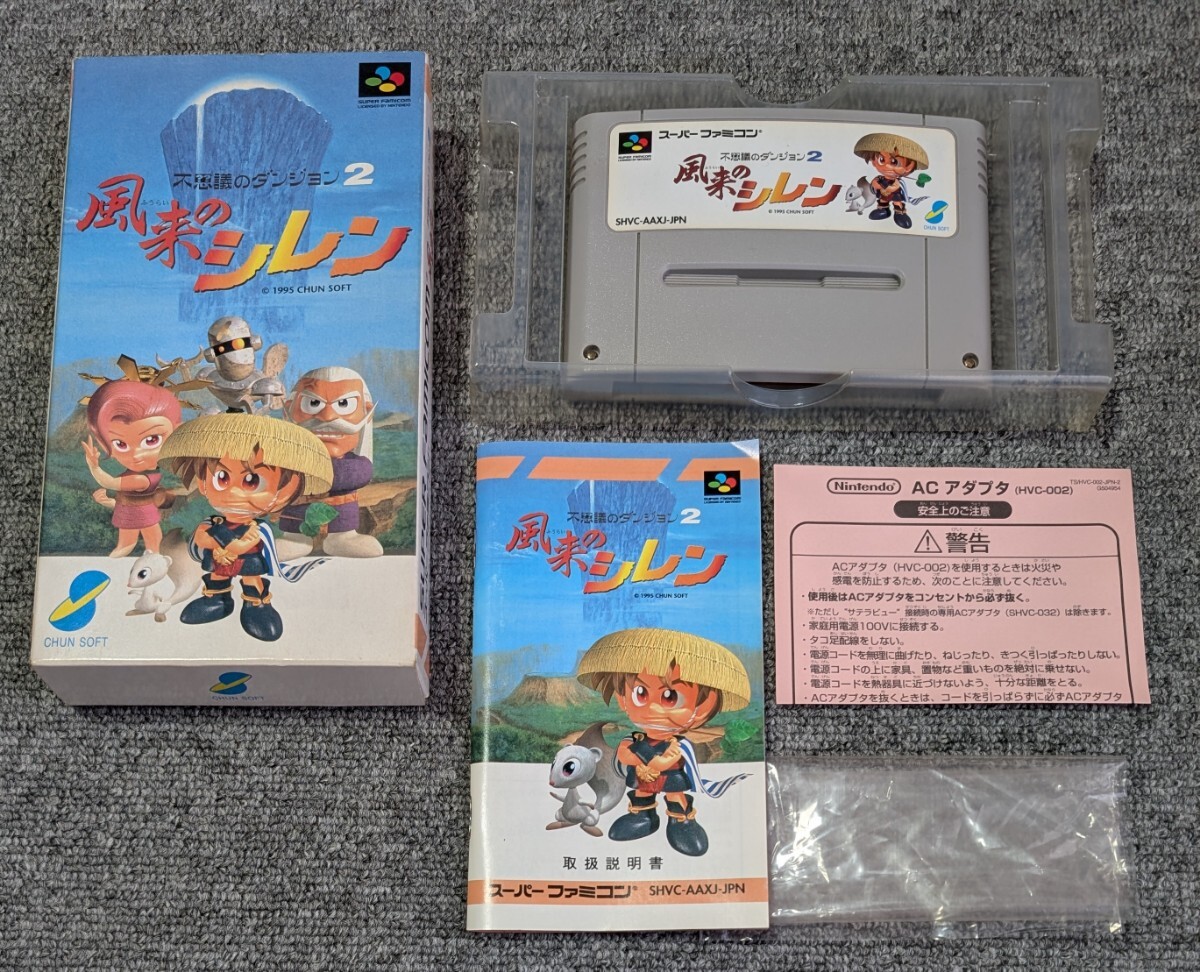 SUPER FAMICOM
LICENSED BY NINTENDO
不思議のダンジョン2
風来の
ふうらい
シレン
© 1995 CHUN SOFT
CHUN SOFT
CHUN SOFT
スーパーファミコン
SUPER FAMICOM
不思議のダンジョン2
風来の
シレン
© 1995 CHUN SOFT
SHVC-AAXJ-JPN
CHUN SOFT
SUPER FAMICOM
不思議のダンジョン2
風来の
シレン
© 1995 CHUN SOFT
取扱説明書
スーパーファミコン SHVC-AAXJ-JPN
Nintendo ACアダプタ(HVC-002)
安全上のご注意
警告
ACアダプタ(HVC-002)を使用するときは火災や
感電を防止するため、次のことに注意してください。
・使用後はACアダプタをコンセントから必ず抜く。
※ただし“サテラビュー”接続時の専用ACアダプタ(SHVC-032)は除きます。
・家庭用電源100Vに接続する。
・タコ足配線をしない。
・電源コードを無理に曲げたり、ねじったり、きつく引っぱったりしない。
・電源コードの上に家具、置物など重いものを絶対に乗せない。
・電源コードを熱器具に近づけないよう、十分な距離をとる。
・ACアダプタを抜くときは、コードを引っぱらずに必ずACアダプタ